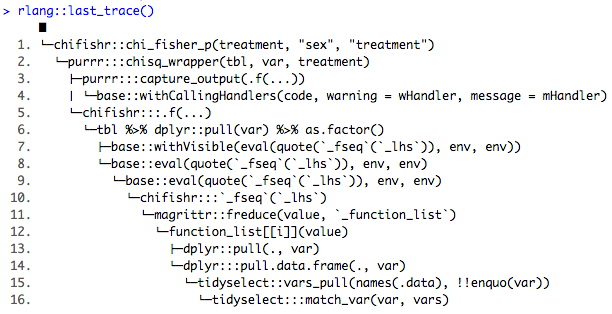 > rlang::last_trace()
█
1. └─chifishr::chi_fisher_p(treatment, "sex", "treatment")
2. └─purrr:::chisq_wrapper(tbl, var, treatment)
3. ├─purrr:::capture_output(.f(...))
4. | └─base::withCallingHandlers(code, warning = wHandler, message = mHandler)
5. └─chifishr:::.f(...)
6. └─tbl %>% dplyr::pull(var) %>% as.factor()
7. ├─base::withVisible(eval(quote(`_fseq`(`_lhs`)), env, env))
8. └─base::eval(quote(`_fseq`(`_lhs`)), env, env)
9. └─base::eval(quote(`_fseq`(`_lhs`)), env, env)
10. └─chifishr:::`_fseq`(`_lhs`)
11. └─magrittr::freduce(value, `_function_list`)
12. └─function_list[[i]](value)
13. ├─dplyr::pull(., var)
14. └─dplyr:::pull.data.frame(., var)
15. └─tidyselect::vars_pull(names(.data), !!enquo(var))
16. └─tidyselect:::match_var(var, vars)